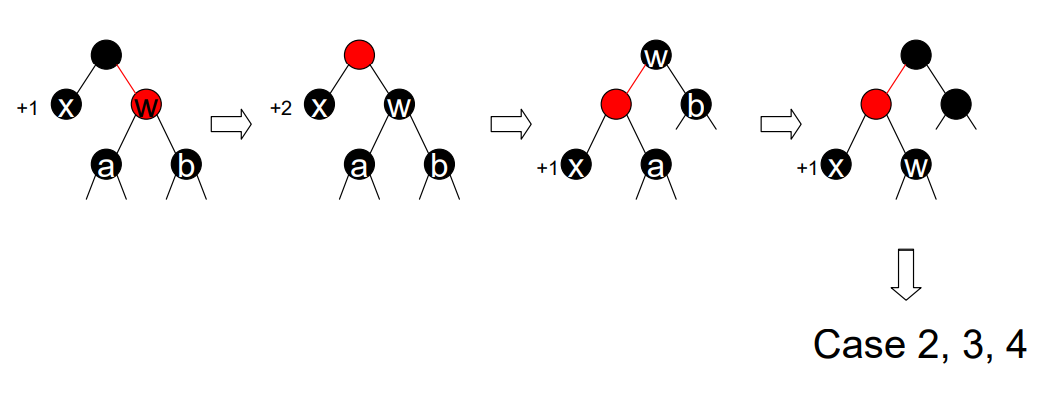 w
+1 x w +2 x w b
a b a b +1 x a +1 x w
Case 2, 3, 4